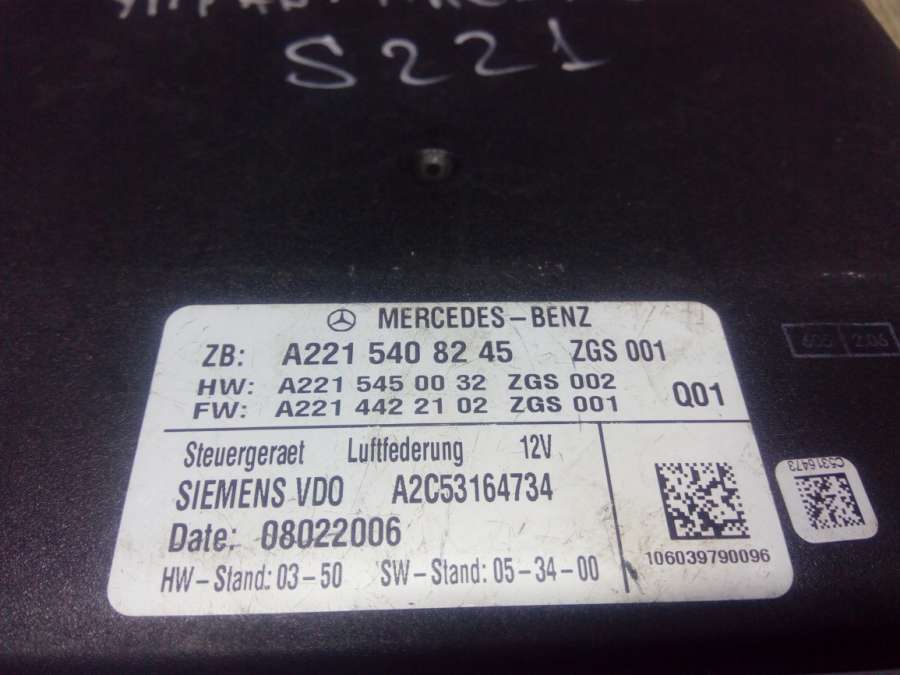 S221
MERCEDES-BENZ
ZB: A221 540 82 45 ZGS 001
HW: A221 545 00 32 ZGS 002
FW: A221 442 21 02 ZGS 001
Q01
Steuergeraet Luftfederung 12V
SIEMENS VDO A2C53164734
Date: 08022006
HW-Stand: 03-50 SW-Stand: 05-34-00
106039790096
C5316473